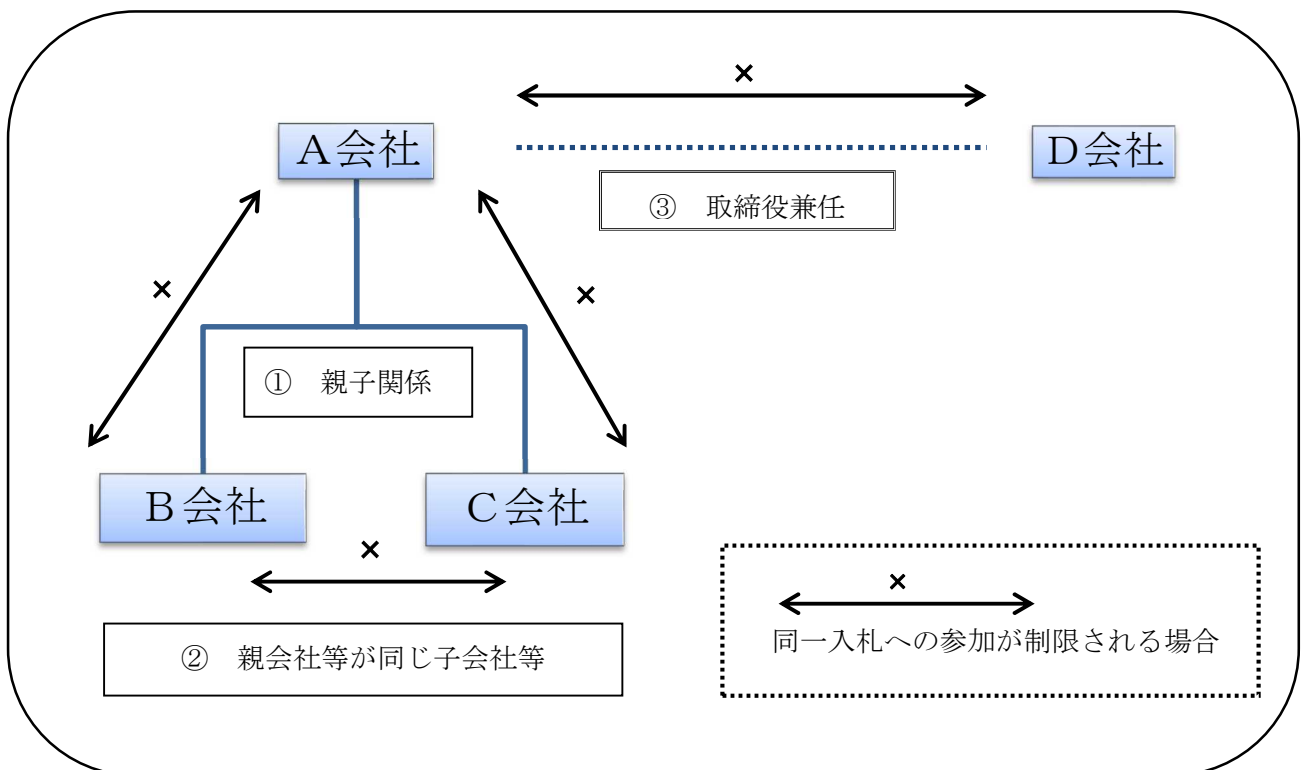 ×
A会社
D会社
③ 取締役兼任
×
×
① 親子関係
B会社
C会社
×
② 親会社等が同じ子会社等
×
同一入札への参加が制限される場合